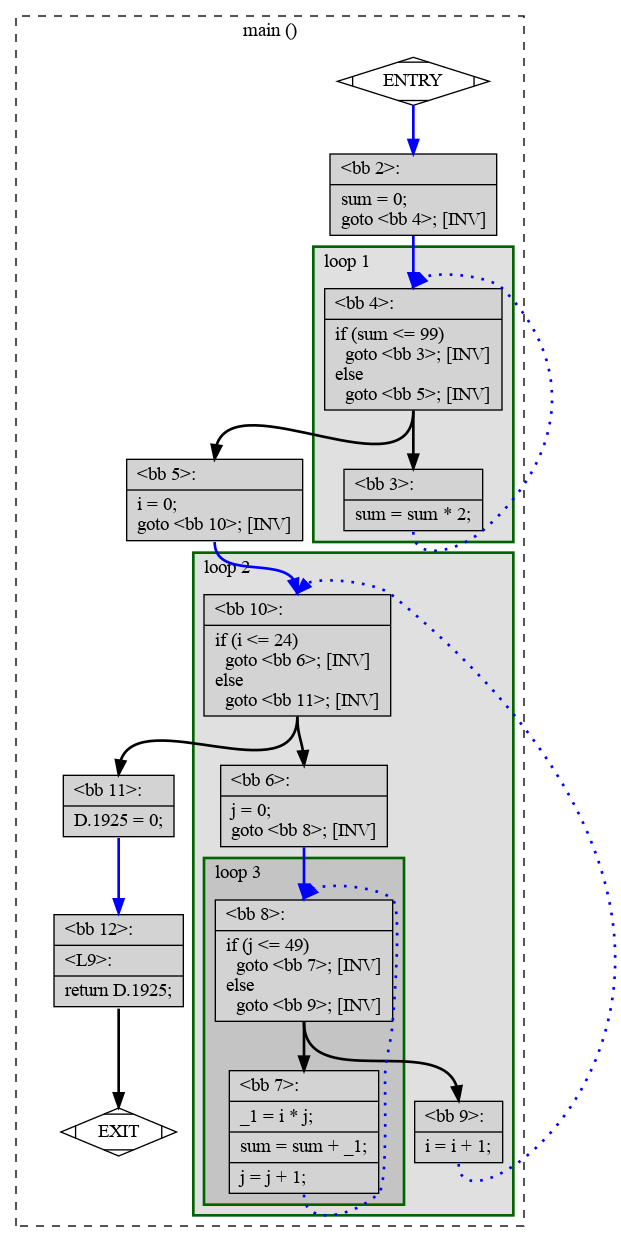 main ()
ENTRY
<bb 2>:
sum = 0;
goto <bb 4>; [INV]
loop 1
<bb 4>:
if (sum <= 99)
goto <bb 3>; [INV]
else
goto <bb 5>; [INV]
<bb 5>:
i = 0;
goto <bb 10>; [INV]
<bb 3>:
sum = sum * 2;
loop 2
<bb 10>:
if (i <= 24)
goto <bb 6>; [INV]
else
goto <bb 11>; [INV]
<bb 11>:
D.1925 = 0;
<bb 6>:
j = 0;
goto <bb 8>; [INV]
loop 3
<bb 8>:
if (j <= 49)
goto <bb 7>; [INV]
else
goto <bb 9>; [INV]
<bb 12>:
<L9>:
return D.1925;
<bb 7>:
_1 = i * j;
sum = sum + _1;
j = j + 1;
<bb 9>:
i = i + 1;
EXIT